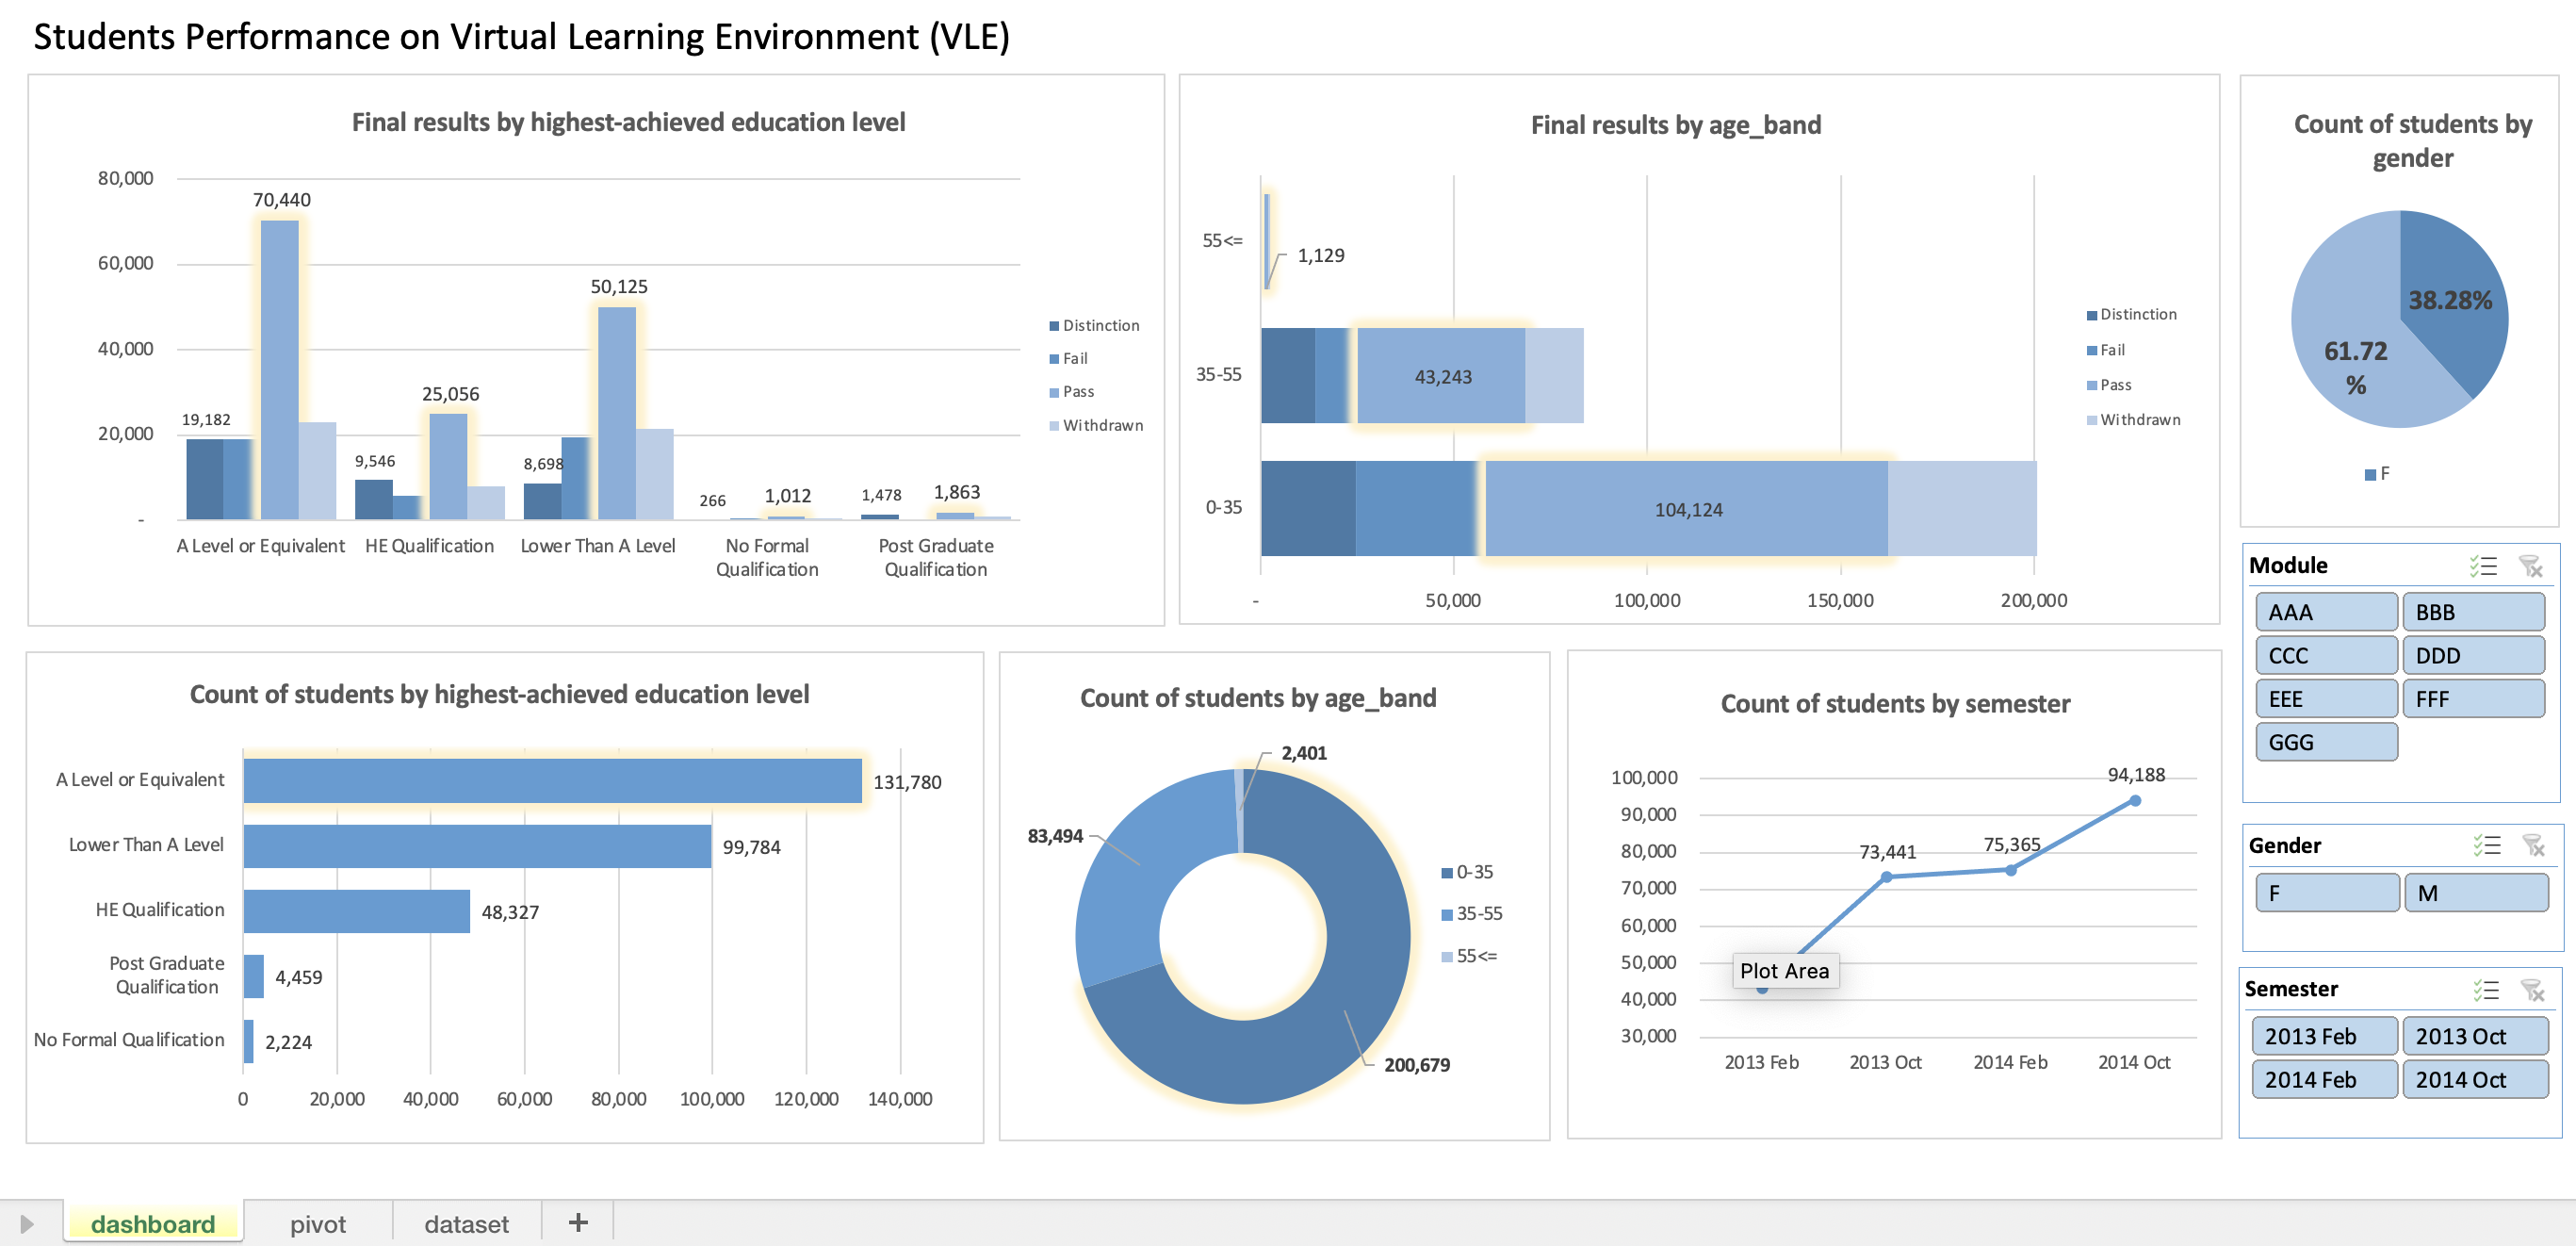 Students Performance on Virtual Learning Environment (VLE)
Final results by highest-achieved education level
80,000
60,000
40,000
20,000
-
70,440
19,182
25,056
9,546
50,125
8,698
266
1,012
1,478
1,863
A Level or Equivalent
HE Qualification
Lower Than A Level
No Formal
Qualification
Post Graduate
Qualification
Distinction
Fail
Pass
Withdrawn
Final results by age_band
55<=
1,129
35-55
43,243
0-35
104,124
-
50,000
100,000
150,000
200,000
Distinction
Fail
Pass
Withdrawn
Count of students by
gender
38.28%
61.72
%
F
Module
AAA
BBB
CCC
DDD
EEE
FFF
GGG
Count of students by highest-achieved education level
A Level or Equivalent
131,780
Lower Than A Level
99,784
HE Qualification
48,327
Post Graduate
Qualification
4,459
No Formal Qualification
2,224
0
20,000
40,000
60,000
80,000
100,000
120,000
140,000
Count of students by age_band
2,401
83,494
200,679
0-35
35-55
55<=
Count of students by semester
100,000
90,000
80,000
70,000
60,000
50,000
40,000
30,000
73,441
75,365
94,188
Plot Area
2013 Feb
2013 Oct
2014 Feb
2014 Oct
Gender
F
M
Semester
2013 Feb
2013 Oct
2014 Feb
2014 Oct
dashboard
pivot
dataset
+